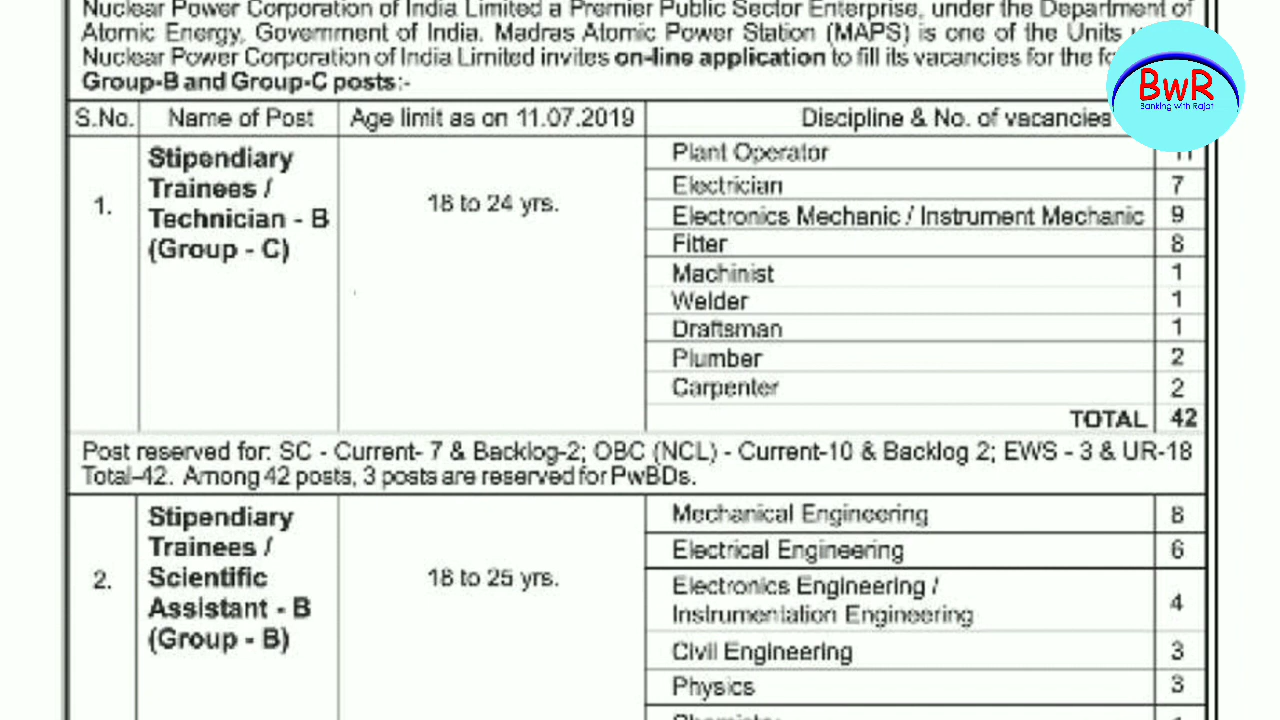 Nuclear Power Corporation of India Limited a Premier Public Sector Enterprise, under the Department of
Atomic Energy, Government of India. Madras Atomic Power Station (MAPS) is one of the Units
Nuclear Power Corporation of India Limited invites on-line application to fill its vacancies for the
Group-B and Group-C posts:-
BwR
Banking with Rajat
S.No. Name of Post Age limit as on 11.07.2019 Discipline & No. of vacancies
1. Stipendiary Trainees / Technician - B (Group - C) 18 to 24 yrs.
Plant Operator 11
Electrician 7
Electronics Mechanic / Instrument Mechanic 9
Fitter 8
Machinist 1
Welder 1
Draftsman 1
Plumber 2
Carpenter 2
TOTAL 42
Post reserved for: SC - Current- 7 & Backlog-2; OBC (NCL) - Current-10 & Backlog 2; EWS - 3 & UR-18
Total-42. Among 42 posts, 3 posts are reserved for PwBDs.
2. Stipendiary Trainees / Scientific Assistant - B (Group - B) 18 to 25 yrs.
Mechanical Engineering 8
Electrical Engineering 6
Electronics Engineering /
Instrumentation Engineering 4
Civil Engineering 3
Physics 3